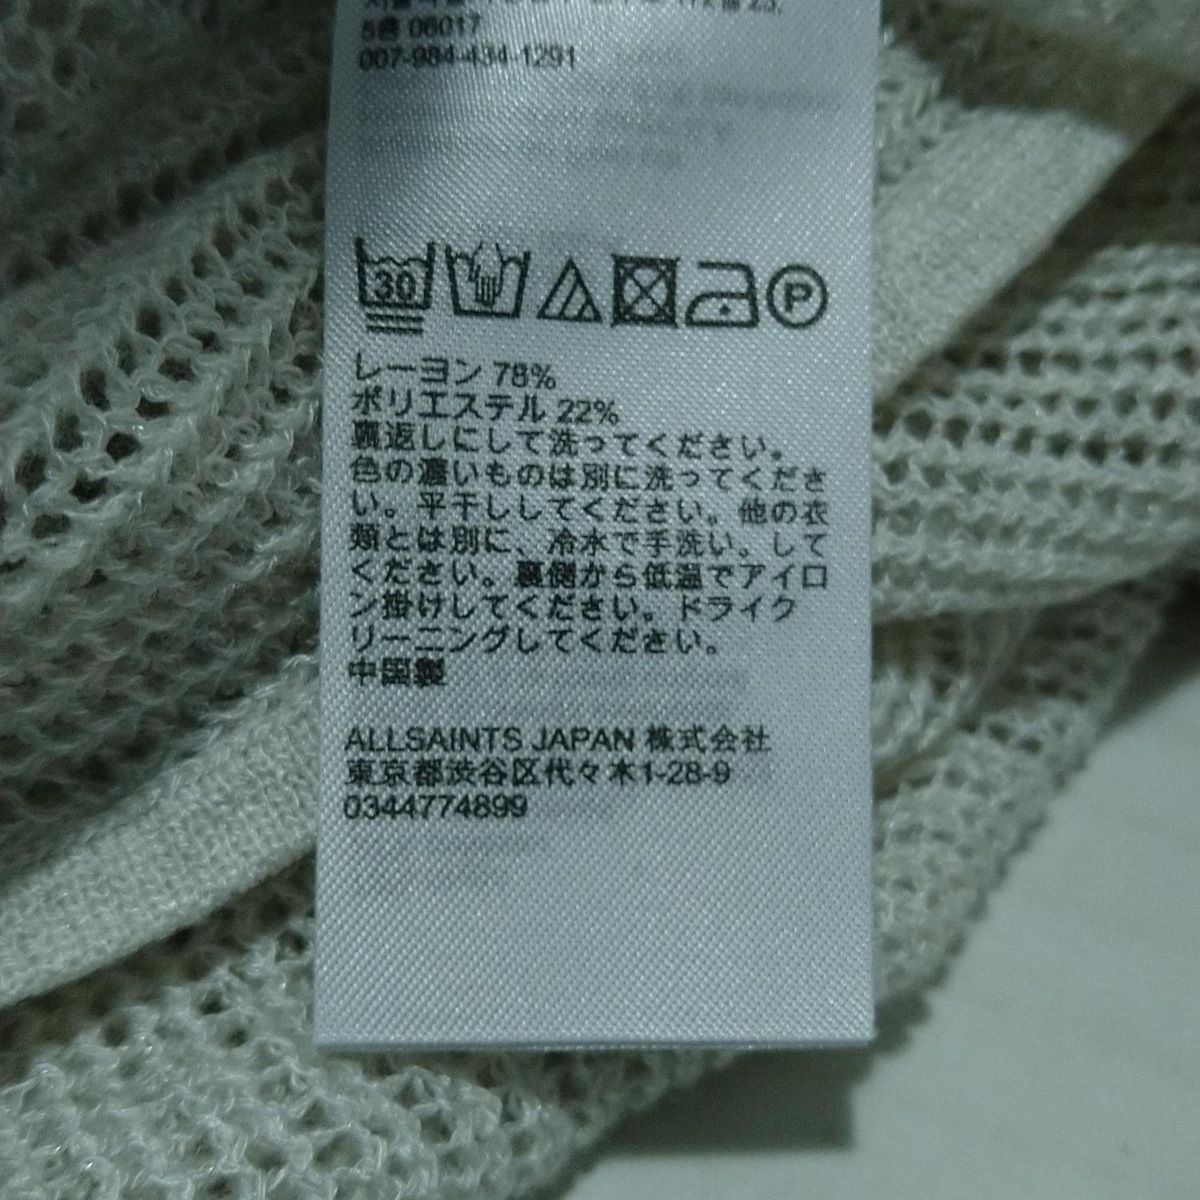 5층 06017
007-984-434-1291
30
P
レーヨン 78%
ポリエステル 22%
裏返しにして洗ってください。
色の濃いものは別に洗ってくださ
い。平干ししてください。他の衣
類とは別に、冷水で手洗い。して
ください。裏側から低温でアイロ
ン掛けしてください。ドライク
リーニングしてください。
中国製
ALLSAINTS JAPAN 株式会社
東京都渋谷区代々木1-28-9
0344774899